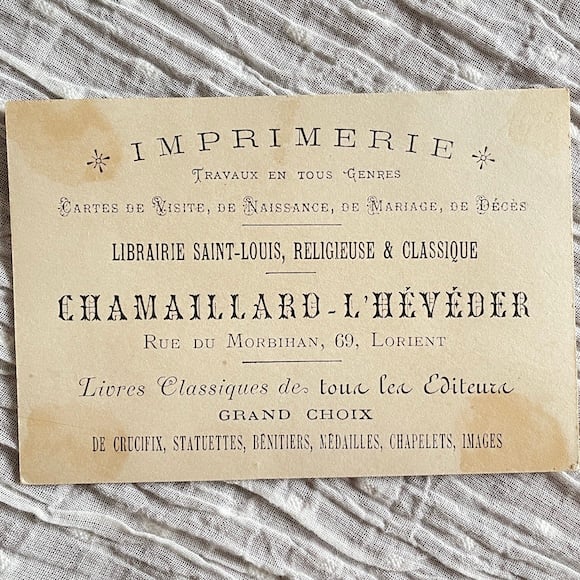 IMPRIMERIE
TRAVAUX EN TOUS GENRES
CARTES DE VISITE, DE NAISSANCE, DE MARIAGE, DE DÉCÈS
LIBRAIRIE SAINT-LOUIS, RELIGIEUSE & CLASSIQUE
CHAMAILLARD-L'HÉVÉDER
RUE DU MORBIHAN, 69, LORIENT
Livres Classiques de tous les Editeurs
GRAND CHOIX
DE CRUCIFIX, STATUETTES, BÉNITIERS, MÉDAILLES, CHAPELETS, IMAGES